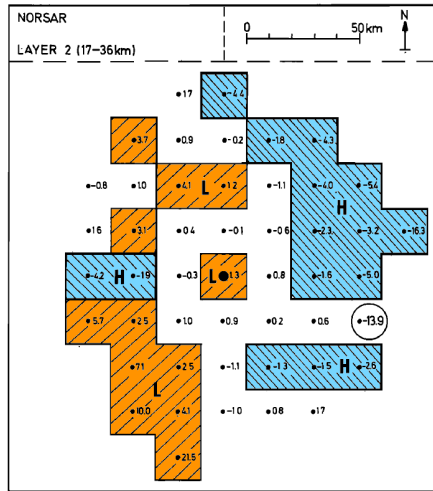 NORSAR
LAYER 2 (17-36km)
0 50km
N
1.7 -4.4
3.7 0.9 -0.2 -1.8 -4.3
-0.8 1.0 4.1 L 1.2 -1.1 -4.0 -5.4
H
1.6 3.1 0.4 -0.1 -0.6 -2.3 -3.2 -16.3
-4.2 H -1.9 -0.3 L 1.3 0.8 -1.6 -5.0
5.7 2.5 1.0 0.9 0.2 0.6 -13.9
7.1 2.5 -1.1 -1.3 -1.5 H -2.6
L
10.0 4.1 -1.0 0.8 1.7
21.5